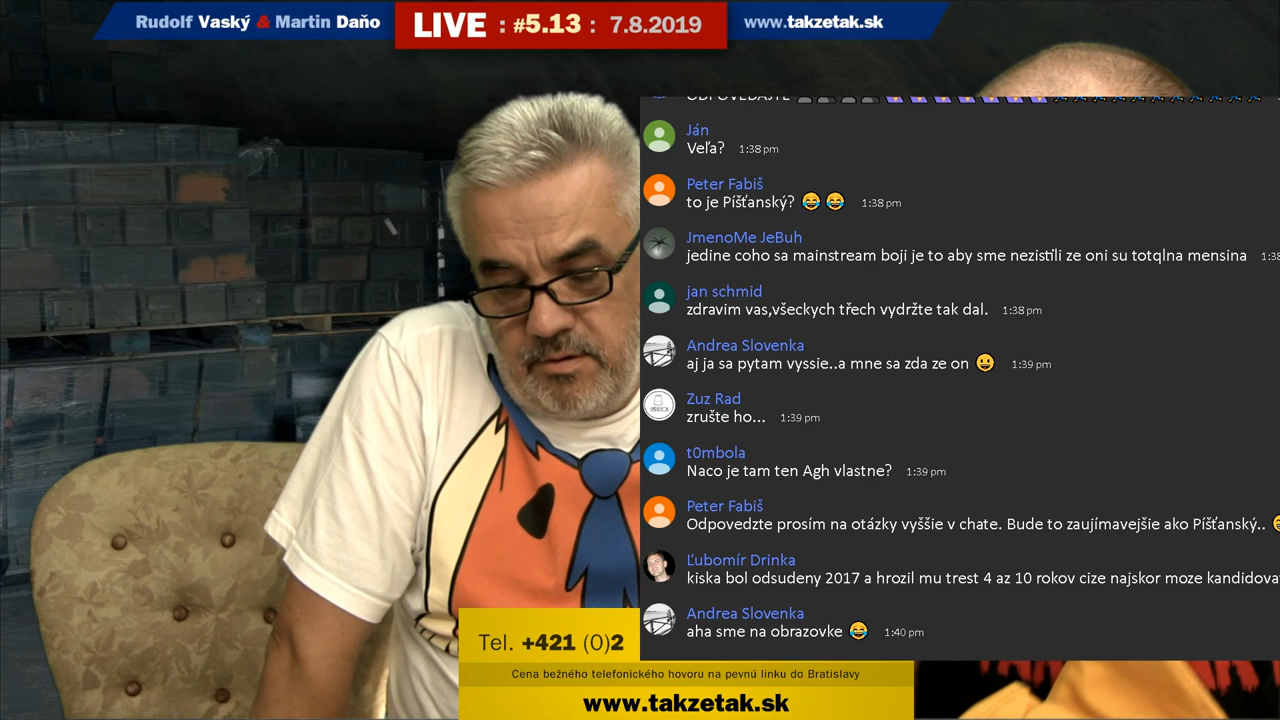 Rudolf Vaský & Martin Daňo
LIVE : #5.13 : 7.8.2019
www.takzetak.sk
ODPOVEDAJTE
Ján
Veľa? 1:38 pm
Peter Fabiš
to je Píšťanský? 😂 😂 1:38 pm
JmenoMe JeBuh
jedine coho sa mainstream boji je to aby sme nezistili ze oni su totqlna mensina 1:38
jan schmid
zdravim vas,všeckych třech vydržte tak dal. 1:38 pm
Andrea Slovenka
aj ja sa pytam vyssie..a mne sa zda ze on 😀 1:39 pm
Zuz Rad
zrušte ho... 1:39 pm
t0mbola
Naco je tam ten Agh vlastne? 1:39 pm
Peter Fabiš
Odpovedzte prosím na otázky vyššie v chate. Bude to zaujímavejšie ako Píšťanský..
Ľubomír Drinka
kiska bol odsudeny 2017 a hrozil mu trest 4 az 10 rokov cize najskor moze kandidova
Andrea Slovenka
aha sme na obrazovke 😂 1:40 pm
Tel. +421 (0)2
Cena bežného telefonického hovoru na pevnú linku do Bratislavy
www.takzetak.sk